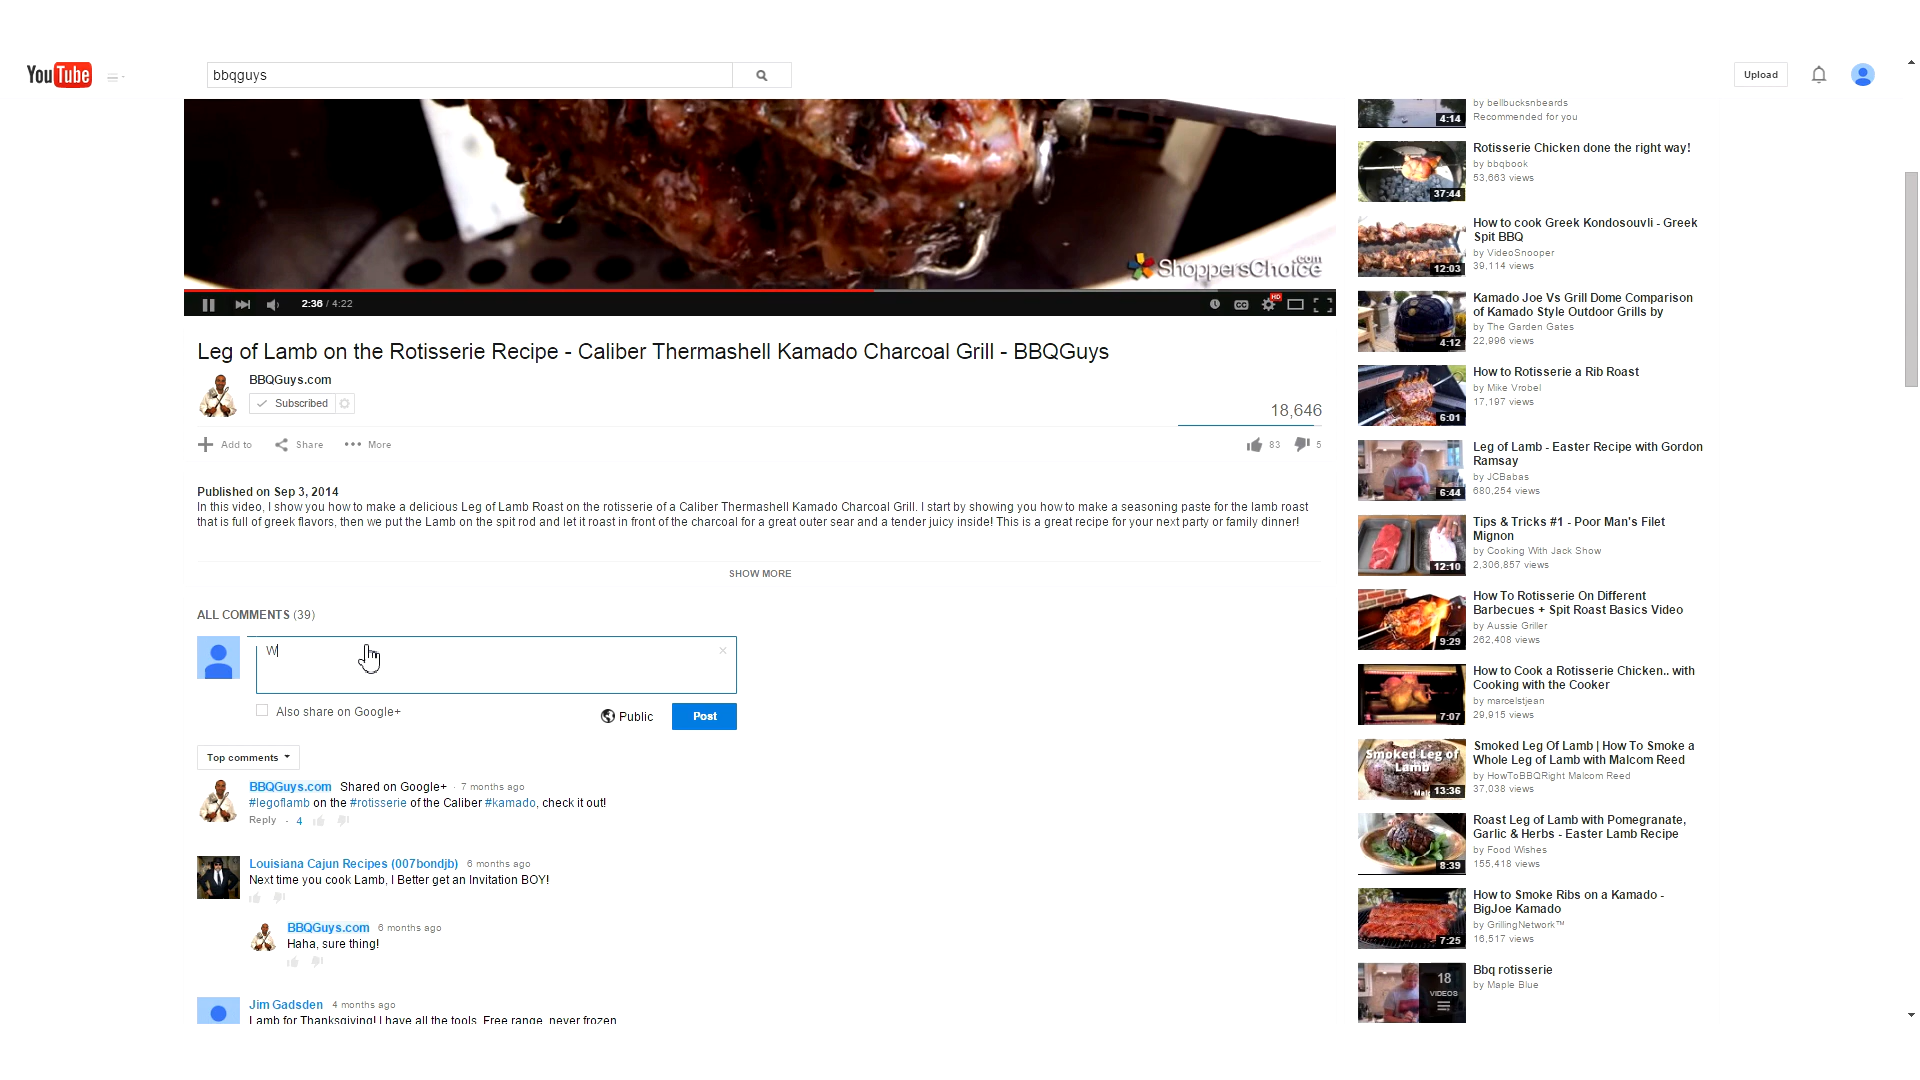 YouTube
bbqguys
Upload
ShoppersChoice.com
2:36 / 4:22
CC
HD
Leg of Lamb on the Rotisserie Recipe - Caliber Thermashell Kamado Charcoal Grill - BBQGuys
BBQGuys.com
Subscribed
18,646
Add to
Share
More
83
5
Published on Sep 3, 2014
In this video, I show you how to make a delicious Leg of Lamb Roast on the rotisserie of a Caliber Thermashell Kamado Charcoal Grill. I start by showing you how to make a seasoning paste for the lamb roast
that is full of greek flavors, then we put the Lamb on the spit rod and let it roast in front of the charcoal for a great outer sear and a tender juicy inside! This is a great recipe for your next party or family dinner!
SHOW MORE
ALL COMMENTS (39)
W
Also share on Google+
Public
Post
Top comments
BBQGuys.com Shared on Google+ · 7 months ago
#legoflamb on the #rotisserie of the Caliber #kamado, check it out!
Reply · 4
Louisiana Cajun Recipes (007bondjb) 6 months ago
Next time you cook Lamb, I Better get an Invitation BOY!
BBQGuys.com 6 months ago
Haha, sure thing!
Jim Gadsden 4 months ago
Lamb for Thanksgiving! I have all the tools. Free range, never frozen
by bellbucksnbeards
4:14
Recommended for you
Rotisserie Chicken done the right way!
by bbqbook
53,663 views
37:44
How to cook Greek Kondosouvli - Greek
Spit BBQ
by VideoSnooper
39,114 views
12:03
Kamado Joe Vs Grill Dome Comparison
of Kamado Style Outdoor Grills by
by The Garden Gates
22,996 views
4:12
How to Rotisserie a Rib Roast
by Mike Vrobel
17,197 views
6:01
Leg of Lamb - Easter Recipe with Gordon
Ramsay
by JCBabas
680,254 views
6:44
Tips & Tricks #1 - Poor Man's Filet
Mignon
by Cooking With Jack Show
2,306,857 views
12:10
How To Rotisserie On Different
Barbecues + Spit Roast Basics Video
by Aussie Griller
262,408 views
9:29
How to Cook a Rotisserie Chicken.. with
Cooking with the Cooker
by marcelstjean
29,915 views
7:07
Smoked Leg of Lamb
Smoked Leg Of Lamb | How To Smoke a
Whole Leg of Lamb with Malcom Reed
by HowToBBQRight Malcom Reed
37,038 views
13:36
Roast Leg of Lamb with Pomegranate,
Garlic & Herbs - Easter Lamb Recipe
by Food Wishes
155,418 views
8:39
How to Smoke Ribs on a Kamado -
BigJoe Kamado
by GrillingNetwork™
16,517 views
7:25
Bbq rotisserie
by Maple Blue
18
VIDEOS